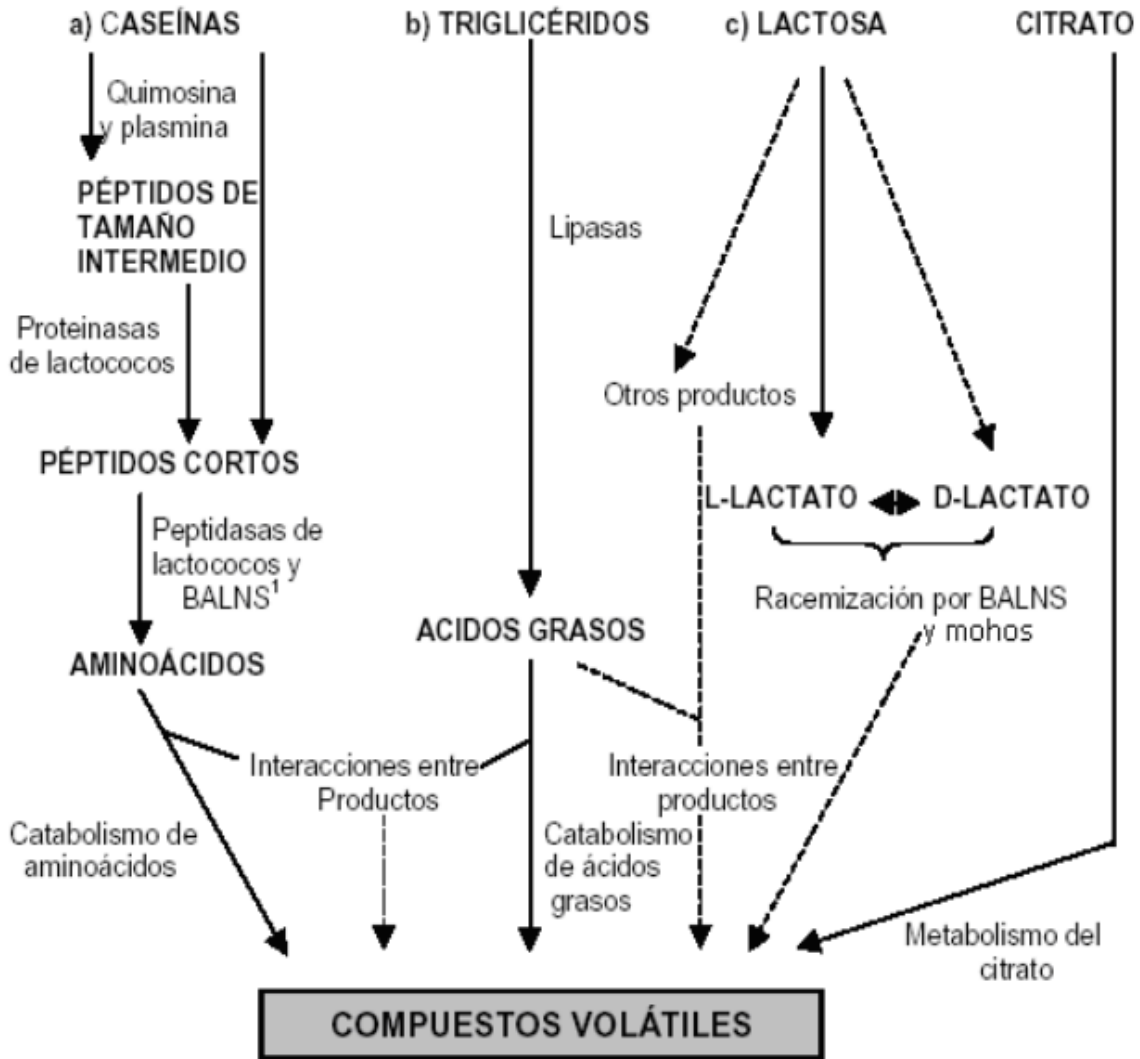 a) CASEÍNAS
b) TRIGLICÉRIDOS
c) LACTOSA
CITRATO
Quimosina
y plasmina
PÉPTIDOS DE
TAMAÑO
INTERMEDIO
Lipasas
Proteinasas
de lactococos
Otros productos
PÉPTIDOS CORTOS
L-LACTATO
D-LACTATO
Peptidasas de
lactococos y
BALNS¹
Racemización por BALNS
y mohos
ACIDOS GRASOS
AMINOÁCIDOS
Interacciones entre
Productos
Interacciones entre
productos
Catabolismo de
aminoácidos
Catabolismo
de ácidos
grasos
Metabolismo del
citrato
COMPUESTOS VOLÁTILES